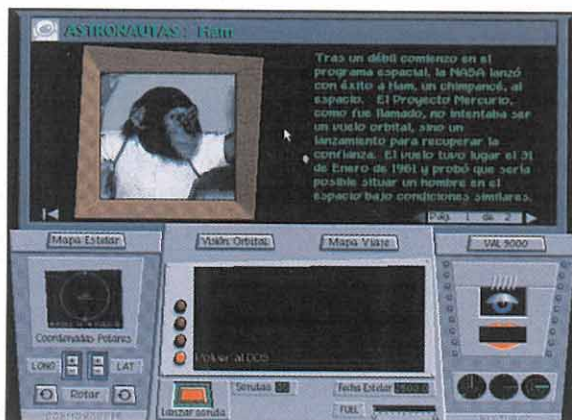 ASTRONAUTAS: Ham
Tras un débil comienzo en el
programa espacial, la NASA lanzó
con éxito a Ham, un chimpancé, al
espacio. El Proyecto Mercurio,
como fue llamado, no intentaba ser
un vuelo orbital, sino un
lanzamiento para recuperar la
confianza. El vuelo tuvo lugar el 31
de Enero de 1961 y probó que sería
posible situar un hombre en el
espacio bajo condiciones similares.
Pág. 1 de 2
Mapa Estelar
Visión Orbital
Mapa Viaje
VAL 9000
Coordenadas Polares
LONG
LAT
Rotar
Volver al DOS
Lanzar sonda
Sondas
Fecha Estelar
FUEL